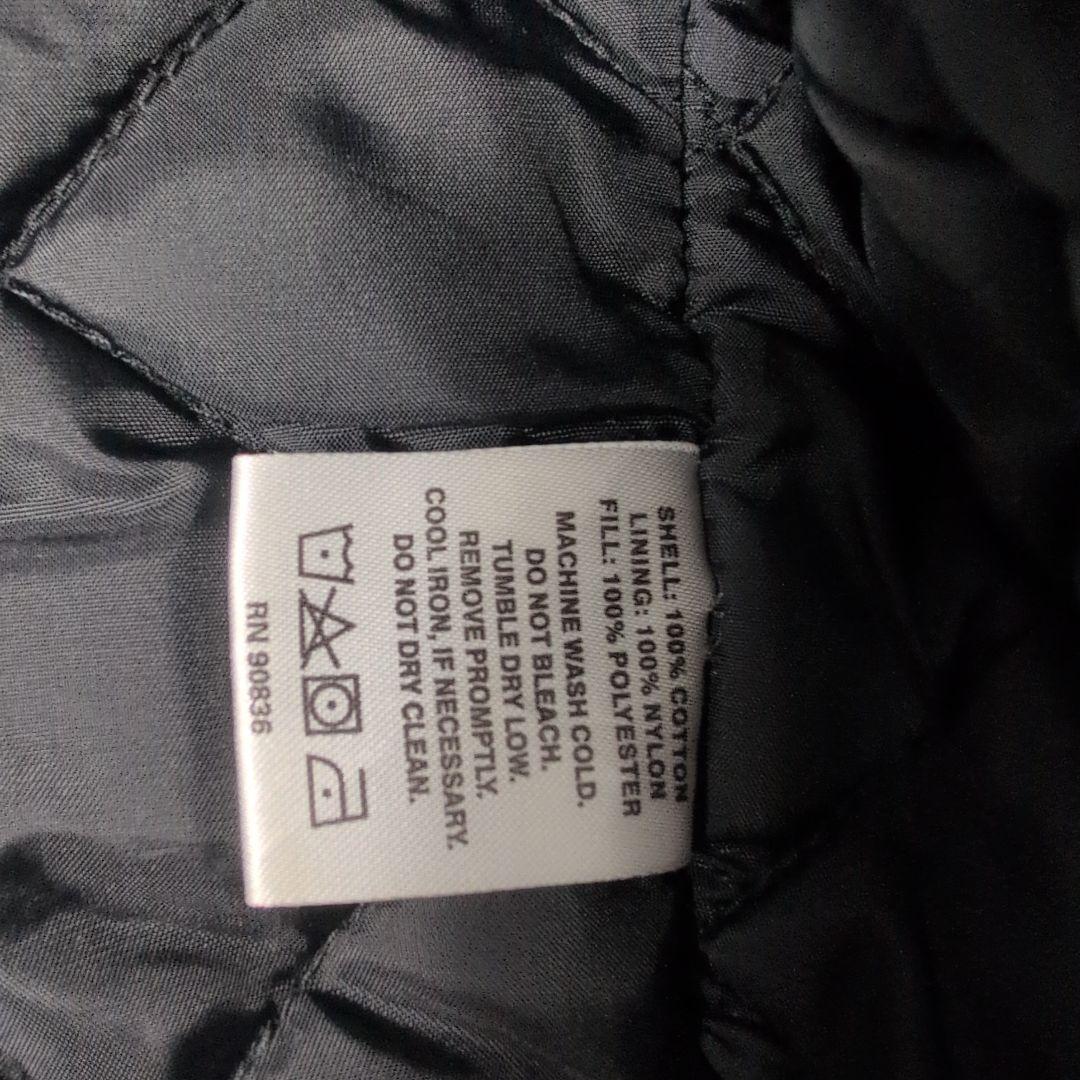 SHELL: 100% COTTON
LINING: 100% NYLON
FILL: 100% POLYESTER
MACHINE WASH COLD.
DO NOT BLEACH.
TUMBLE DRY LOW.
REMOVE PROMPTLY.
COOL IRON, IF NECESSARY.
DO NOT DRY CLEAN.
RN 90836